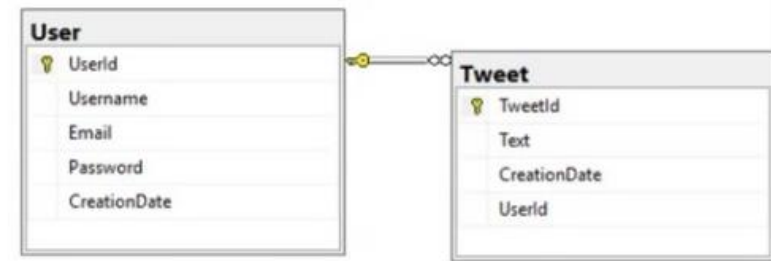 User
UserId
Username
Email
Password
CreationDate
Tweet
TweetId
Text
CreationDate
UserId